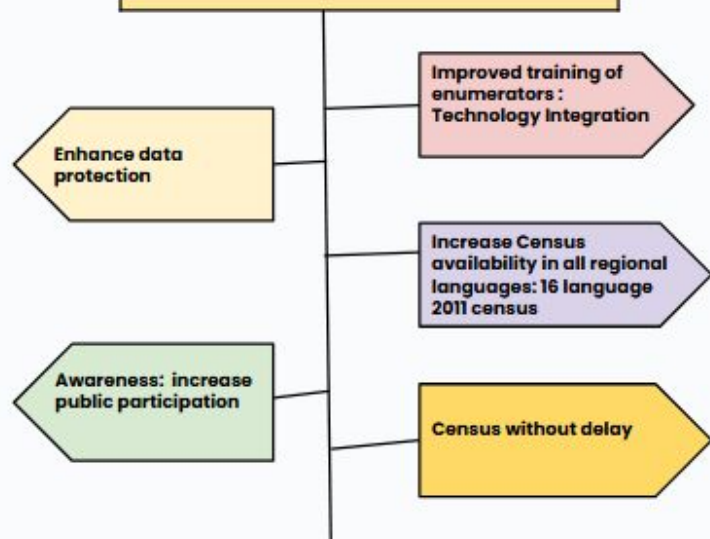 Improved training of
enumerators :
Technology Integration
Enhance data
protection
Increase Census
availability in all regional
languages: 16 language
2011 census
Awareness: increase
public participation
Census without delay